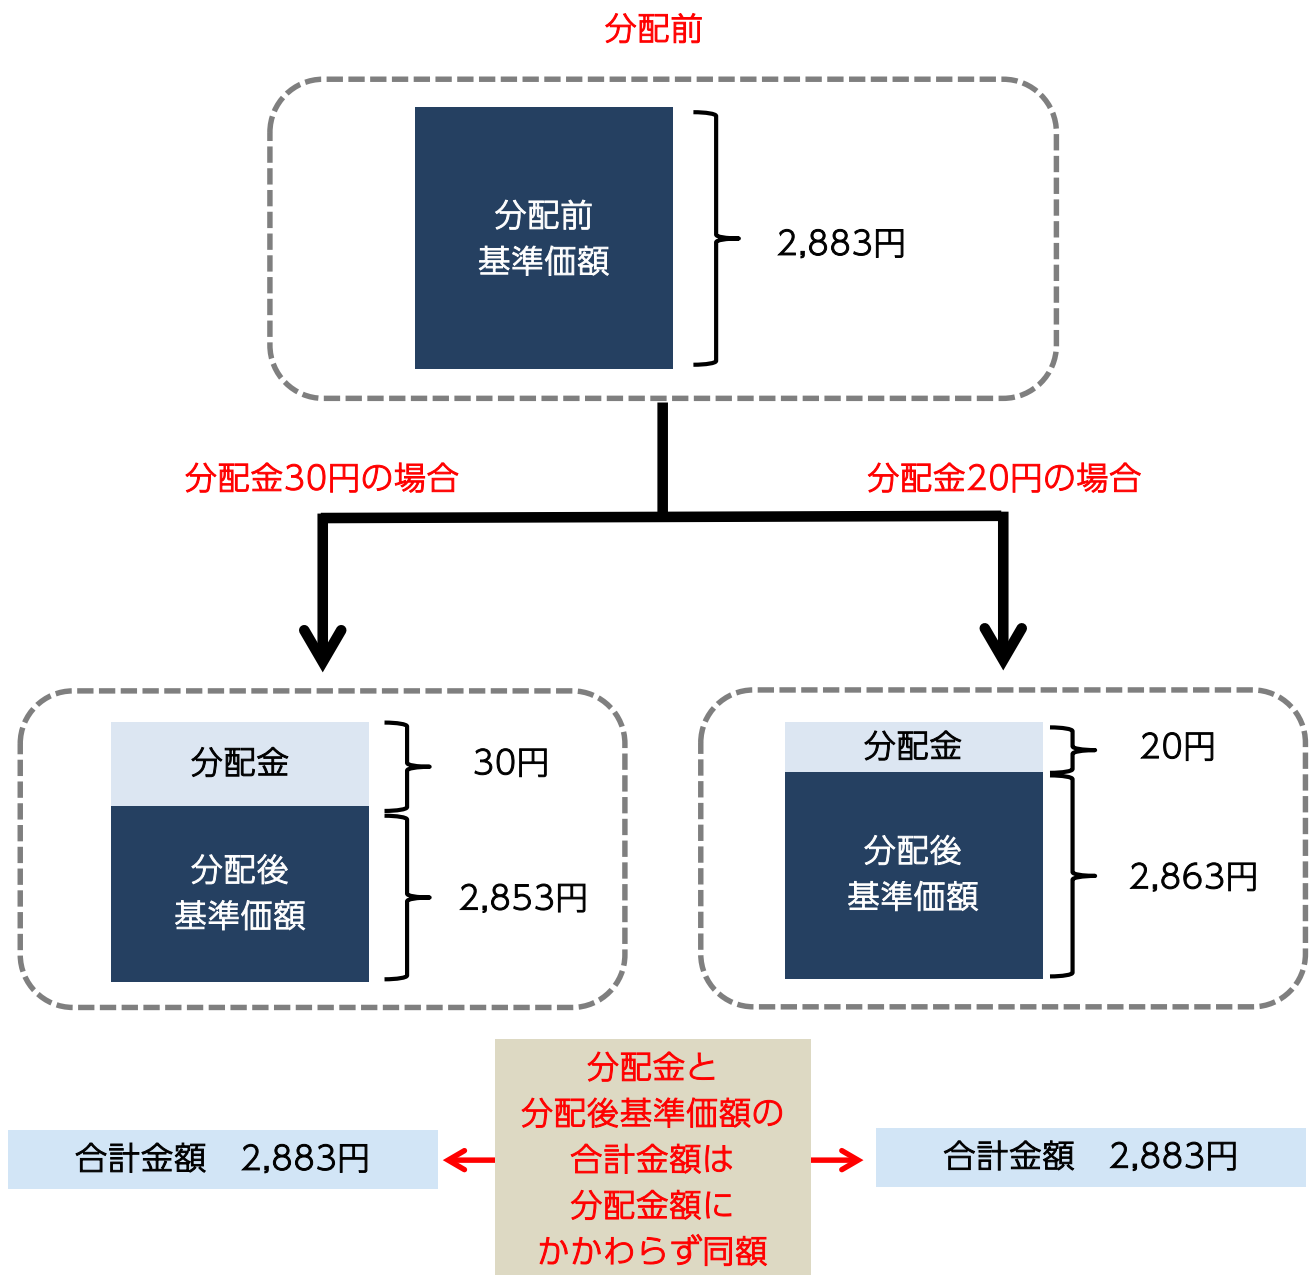 分配前
分配前
基準価額
2,883円
分配金30円の場合
分配金20円の場合
分配金
30円
分配後
基準価額
2,853円
分配金
20円
分配後
基準価額
2,863円
合計金額　2,883円
分配金と
分配後基準価額の
合計金額は
分配金額に
かかわらず同額
合計金額　2,883円